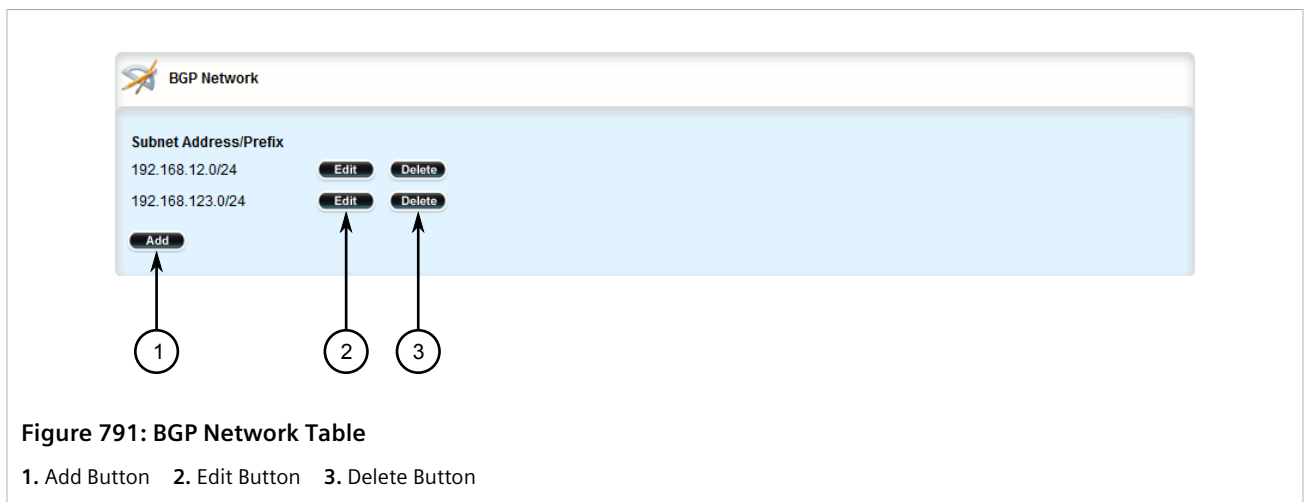 BGP Network
Subnet Address/Prefix
192.168.12.0/24 Edit Delete
192.168.123.0/24 Edit Delete
Add
1 2 3
Figure 791: BGP Network Table
1. Add Button 2. Edit Button 3. Delete Button